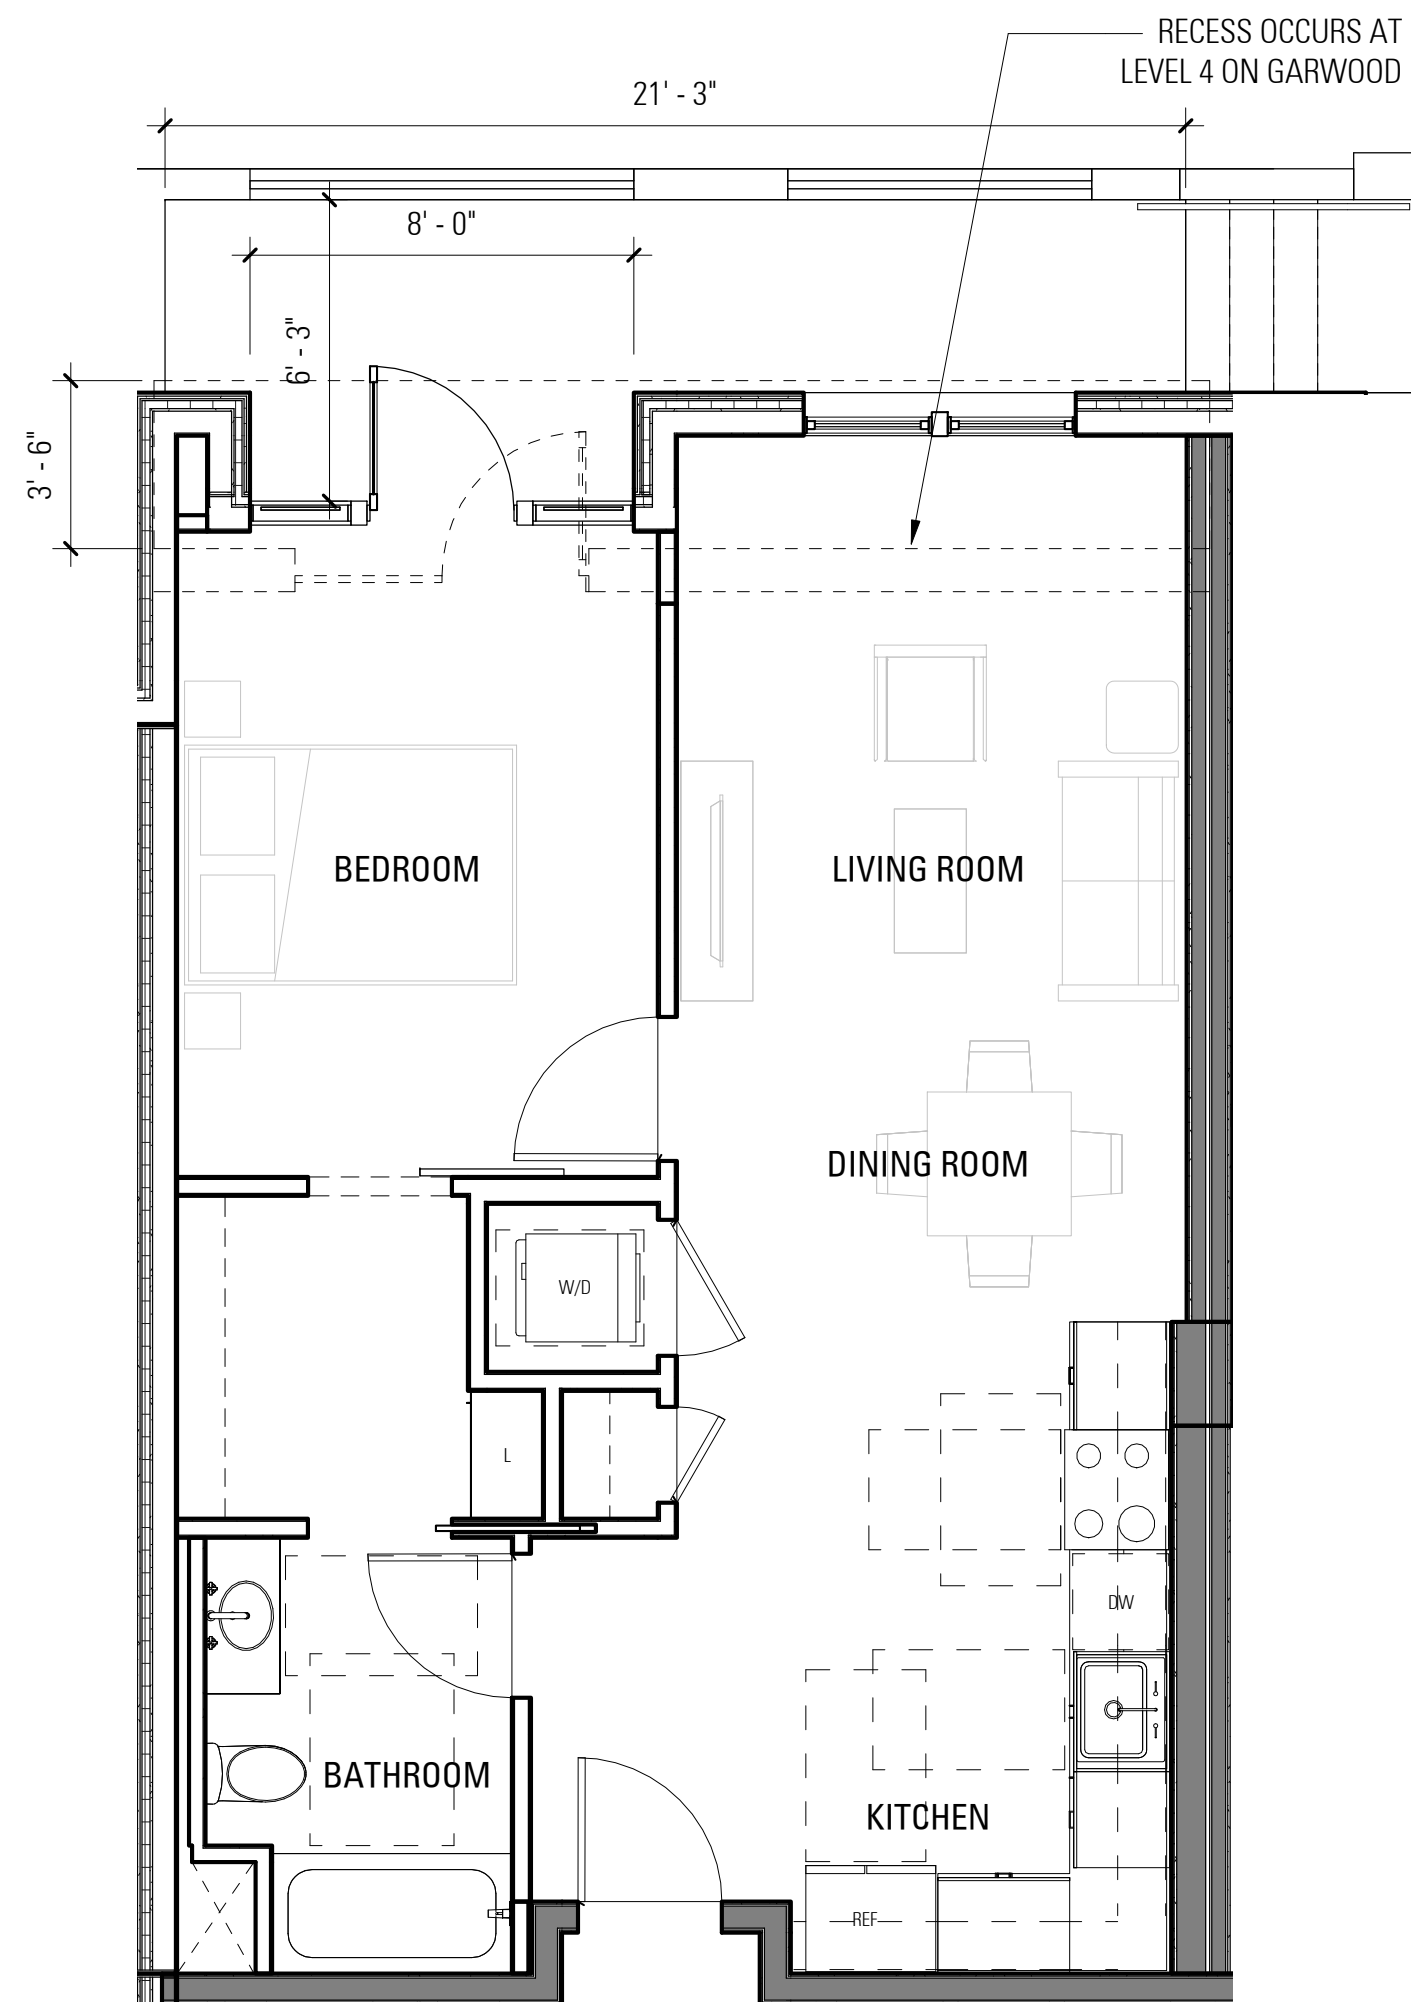 RECESS OCCURS AT
LEVEL 4 ON GARWOOD
21' - 3"
8' - 0"
6' - 3"
3' - 6"
BEDROOM
LIVING ROOM
DINING ROOM
W/D
L
DW
BATHROOM
KITCHEN
REF